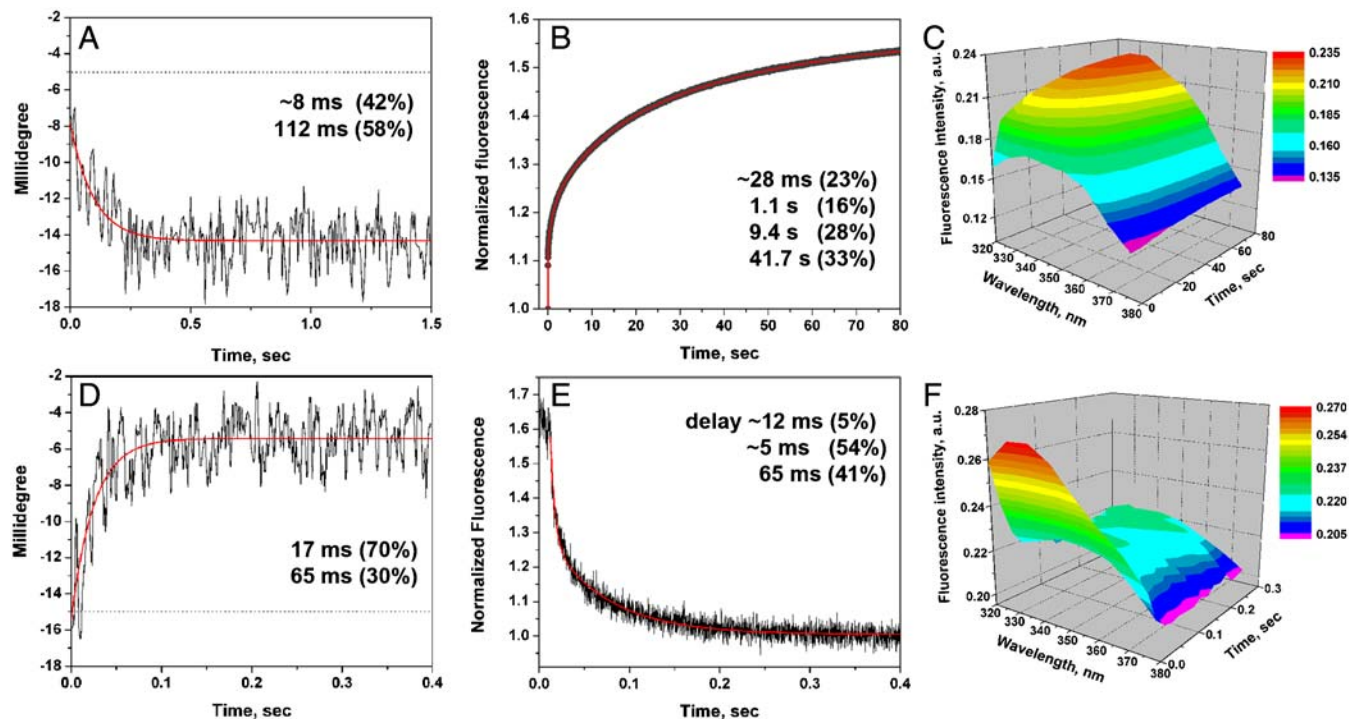 A
-2
-4
-6
-8
-10
-12
-14
-16
-18
Millidegree
~8 ms (42%)
112 ms (58%)
0.0 0.5 1.0 1.5
Time, sec
B
1.6
1.5
1.4
1.3
1.2
1.1
1.0
Normalized fluorescence
~28 ms (23%)
1.1 s (16%)
9.4 s (28%)
41.7 s (33%)
0 10 20 30 40 50 60 70 80
Time, sec
C
0.24
0.21
0.18
0.15
0.12
Fluorescence intensity, a.u.
320 330 340 350 360 370 380
Wavelength, nm
0 20 40 60 80
Time, sec
0.235
0.210
0.185
0.160
0.135
D
-2
-4
-6
-8
-10
-12
-14
-16
-18
Millidegree
17 ms (70%)
65 ms (30%)
0.0 0.1 0.2 0.3 0.4
Time, sec
E
1.7
1.6
1.5
1.4
1.3
1.2
1.1
1.0
Normalized Fluorescence
delay ~12 ms (5%)
~5 ms (54%)
65 ms (41%)
0.0 0.1 0.2 0.3 0.4
Time, sec
F
0.28
0.26
0.24
0.22
0.20
Fluorescence intensity, a.u.
320 330 340 350 360 370 380
Wavelength, nm
0.0 0.1 0.2 0.3
Time, sec
0.270
0.254
0.240
0.220
0.205